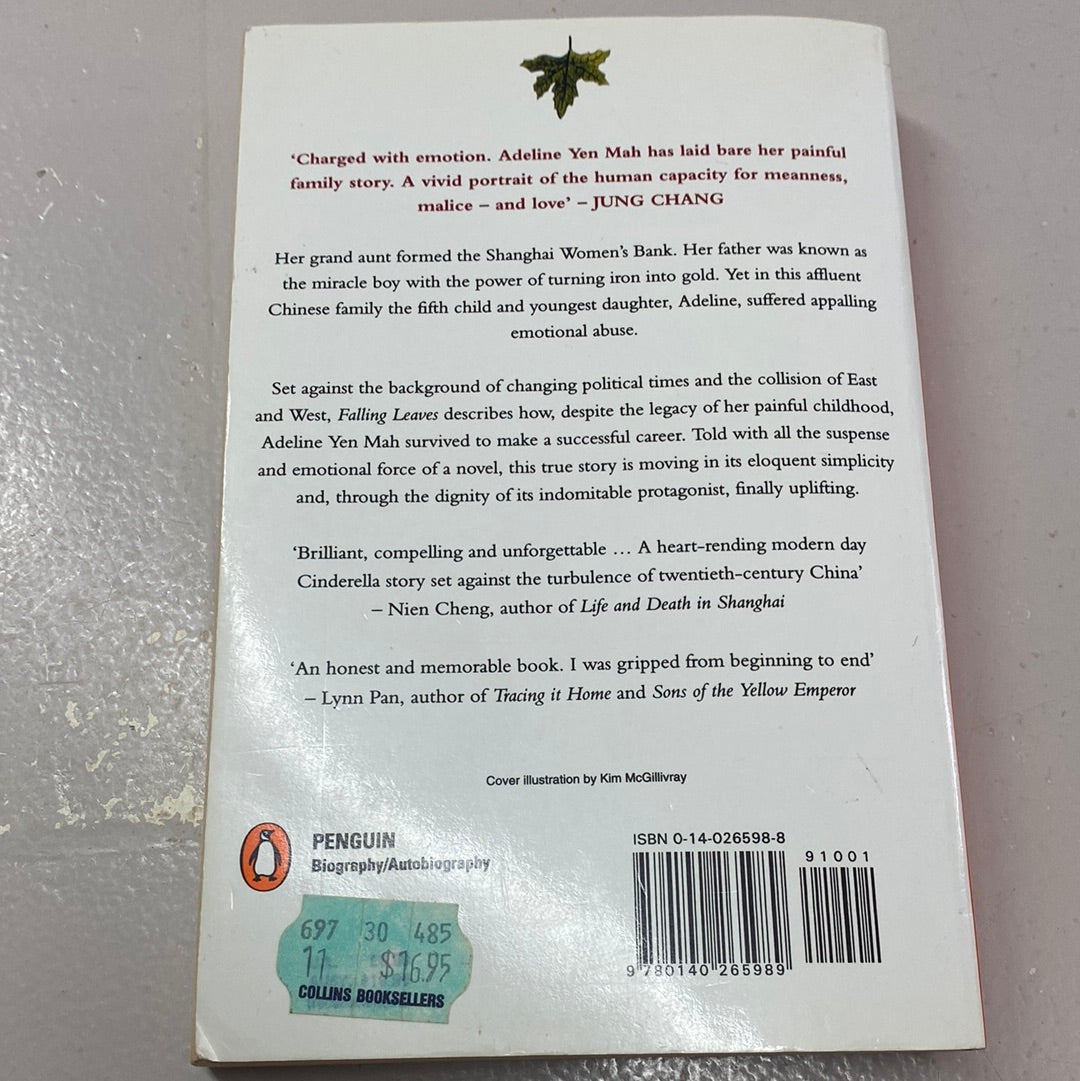 ‘Charged with emotion. Adeline Yen Mah has laid bare her painful
family story. A vivid portrait of the human capacity for meanness,
malice – and love’ – JUNG CHANG
Her grand aunt formed the Shanghai Women’s Bank. Her father was known as
the miracle boy with the power of turning iron into gold. Yet in this affluent
Chinese family the fifth child and youngest daughter, Adeline, suffered appalling
emotional abuse.
Set against the background of changing political times and the collision of East
and West, Falling Leaves describes how, despite the legacy of her painful childhood,
Adeline Yen Mah survived to make a successful career. Told with all the suspense
and emotional force of a novel, this true story is moving in its eloquent simplicity
and, through the dignity of its indomitable protagonist, finally uplifting.
‘Brilliant, compelling and unforgettable … A heart-rending modern day
Cinderella story set against the turbulence of twentieth-century China’
– Nien Cheng, author of Life and Death in Shanghai
‘An honest and memorable book. I was gripped from beginning to end’
– Lynn Pan, author of Tracing it Home and Sons of the Yellow Emperor
Cover illustration by Kim McGillivray
PENGUIN
Biography/Autobiography
ISBN 0-14-026598-8
91001
9 780140 265989
697 30 485
11 $16.95
COLLINS BOOKSELLERS